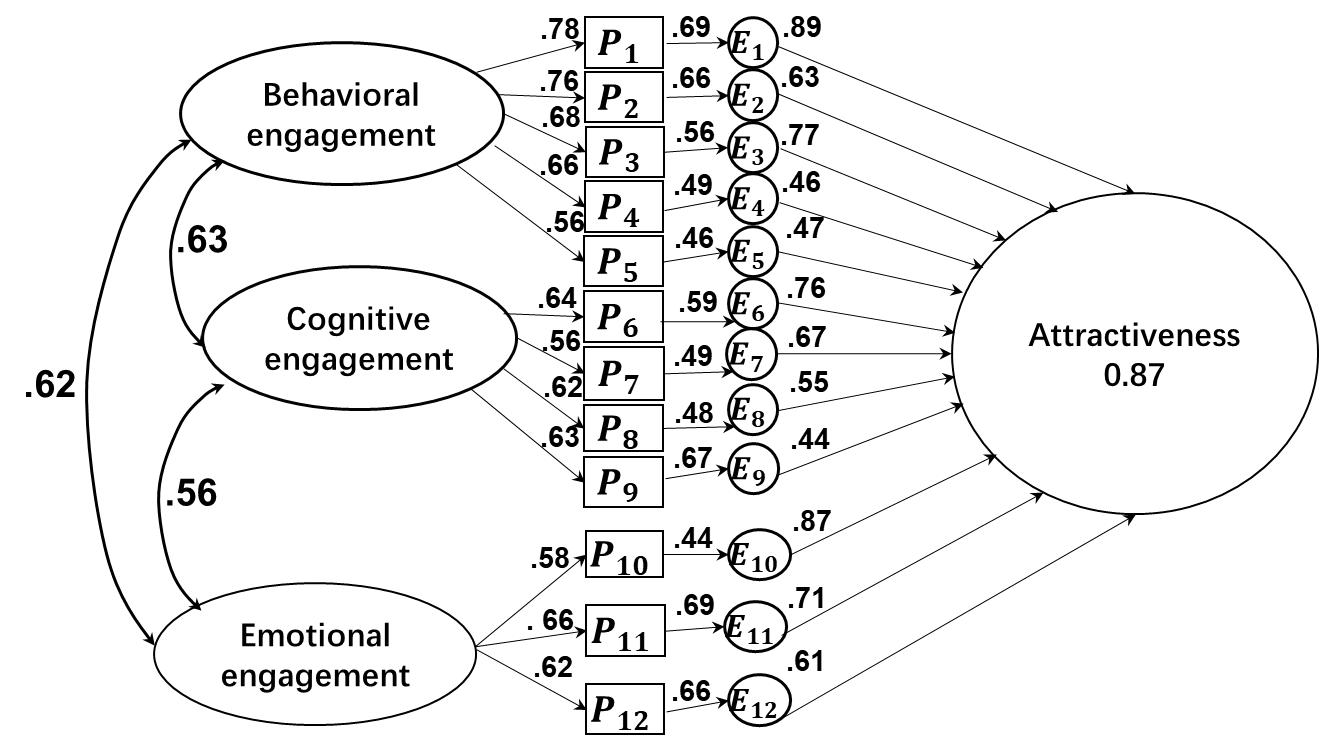 .78 P1 .69 E1 .89
Behavioral
engagement
.76 P2 .66 E2 .63
.68 P3 .56 E3 .77
.66 P4 .49 E4 .46
.56 P5 .46 E5 .47
.63
Cognitive
engagement
.64 P6 .59 E6 .76
.56 P7 .49 E7 .67
.62 P8 .48 E8 .55
.63 P9 .67 E9 .44
Attractiveness
0.87
.62
.56
.58 P10 .44 E10 .87
Emotional
engagement
. 66 P11 .69 E11 .71
.62 P12 .66 E12 .61